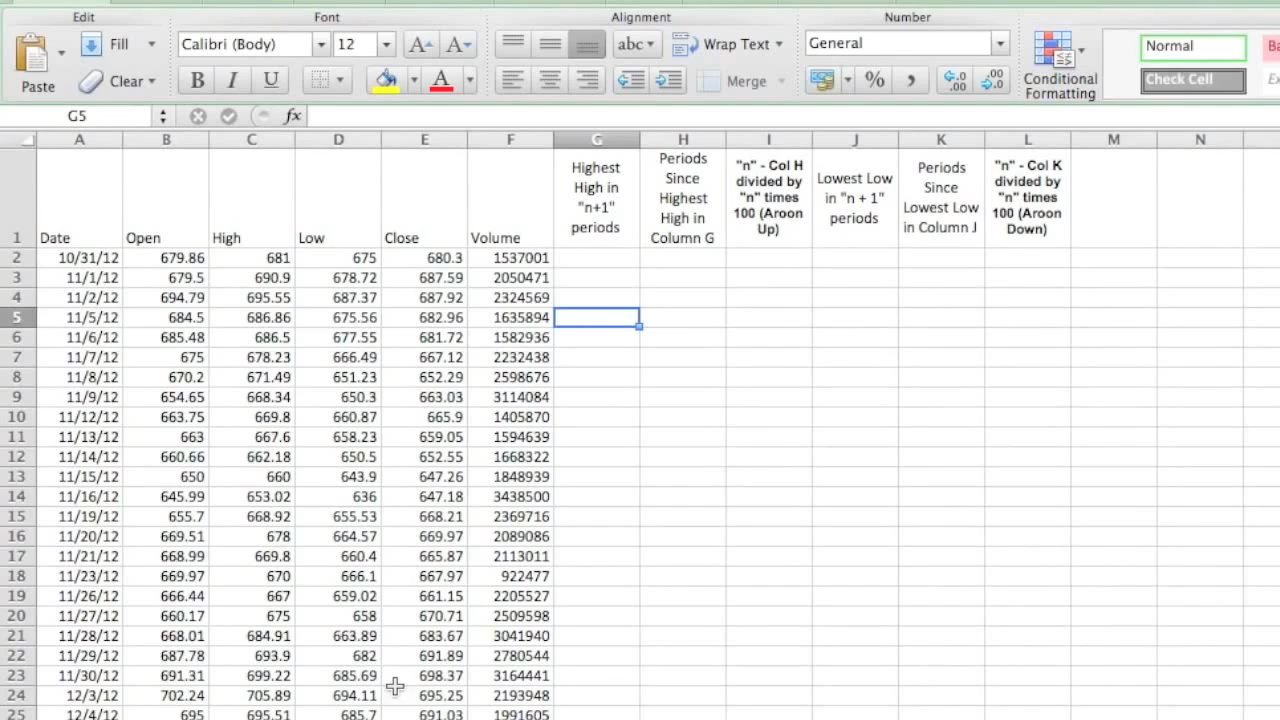 Edit Font Alignment Number
Fill Calibri (Body) 12 A A abc Wrap Text General Normal
Paste Clear B I U A Merge % , .0 .00 .00 .0 Conditional Formatting Check Cell
G5 fx
A B C D E F G H I J K L M N
1 Date Open High Low Close Volume Highest High in "n+1" periods Periods Since Highest High in Column G "n" - Col H divided by "n" times 100 (Aroon Up) Lowest Low in "n + 1" periods Periods Since Lowest Low in Column J "n" - Col K divided by "n" times 100 (Aroon Down)
2 10/31/12 679.86 681 675 680.3 1537001
3 11/1/12 679.5 690.9 678.72 687.59 2050471
4 11/2/12 694.79 695.55 687.37 687.92 2324569
5 11/5/12 684.5 686.86 675.56 682.96 1635894
6 11/6/12 685.48 686.5 677.55 681.72 1582936
7 11/7/12 675 678.23 666.49 667.12 2232438
8 11/8/12 670.2 671.49 651.23 652.29 2598676
9 11/9/12 654.65 668.34 650.3 663.03 3114084
10 11/12/12 663.75 669.8 660.87 665.9 1405870
11 11/13/12 663 667.6 658.23 659.05 1594639
12 11/14/12 660.66 662.18 650.5 652.55 1668322
13 11/15/12 650 660 643.9 647.26 1848939
14 11/16/12 645.99 653.02 636 647.18 3438500
15 11/19/12 655.7 668.92 655.53 668.21 2369716
16 11/20/12 669.51 678 664.57 669.97 2089086
17 11/21/12 668.99 669.8 660.4 665.87 2113011
18 11/23/12 669.97 670 666.1 667.97 922477
19 11/26/12 666.44 667 659.02 661.15 2205527
20 11/27/12 660.17 675 658 670.71 2509598
21 11/28/12 668.01 684.91 663.89 683.67 3041940
22 11/29/12 687.78 693.9 682 691.89 2780544
23 11/30/12 691.31 699.22 685.69 698.37 3164441
24 12/3/12 702.24 705.89 694.11 695.25 2193948
25 12/4/12 695 695.51 685.7 691.03 1991605